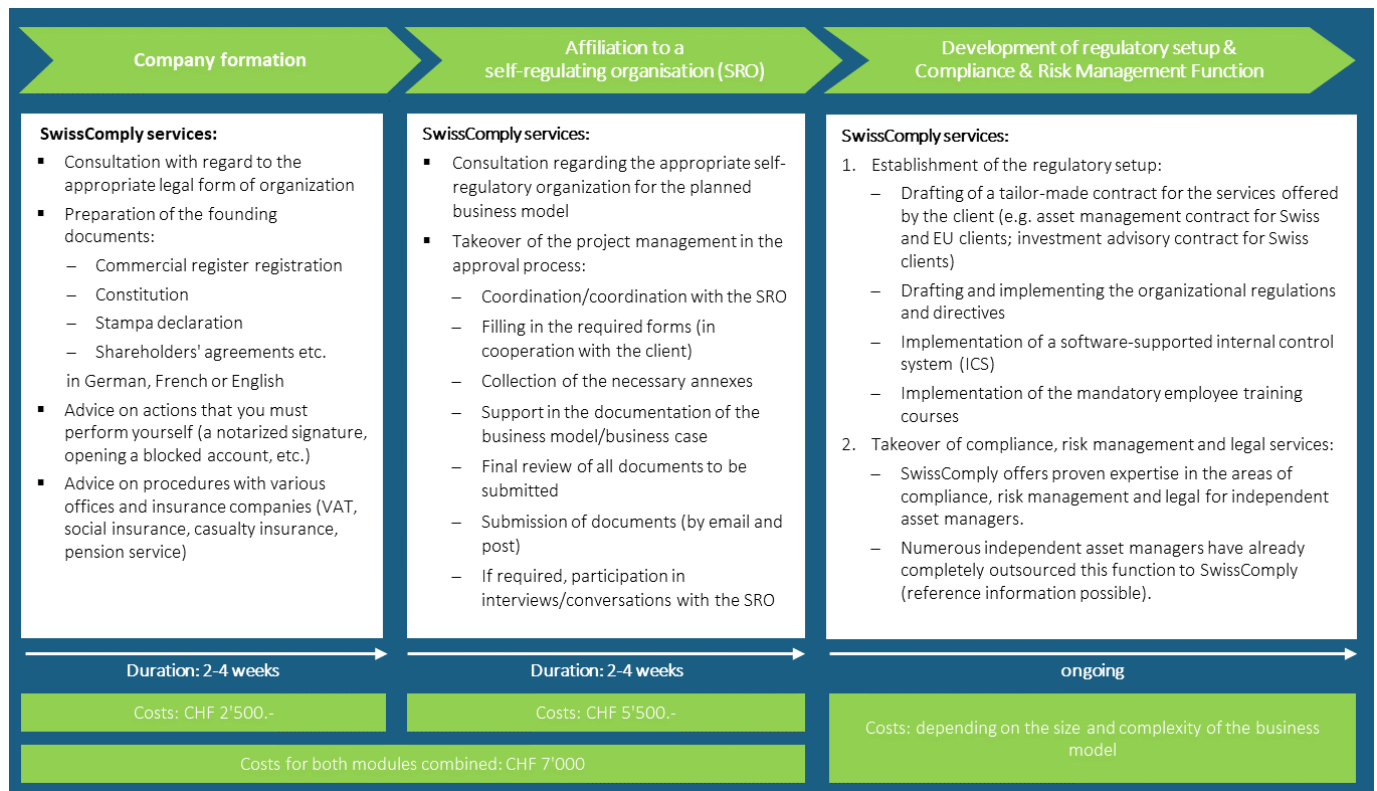 Company formation
Affiliation to a
self-regulating organisation (SRO)
Development of regulatory setup &
Compliance & Risk Management Function
SwissComply services:
▪ Consultation with regard to the
appropriate legal form of organization
▪ Preparation of the founding
documents:
– Commercial register registration
– Constitution
– Stampa declaration
– Shareholders' agreements etc.
in German, French or English
▪ Advice on actions that you must
perform yourself (a notarized signature,
opening a blocked account, etc.)
▪ Advice on procedures with various
offices and insurance companies (VAT,
social insurance, casualty insurance,
pension service)
SwissComply services:
▪ Consultation regarding the appropriate self-
regulatory organization for the planned
business model
▪ Takeover of the project management in the
approval process:
– Coordination/coordination with the SRO
– Filling in the required forms (in
cooperation with the client)
– Collection of the necessary annexes
– Support in the documentation of the
business model/business case
– Final review of all documents to be
submitted
– Submission of documents (by email and
post)
– If required, participation in
interviews/conversations with the SRO
SwissComply services:
1. Establishment of the regulatory setup:
– Drafting of a tailor-made contract for the services offered
by the client (e.g. asset management contract for Swiss
and EU clients; investment advisory contract for Swiss
clients)
– Drafting and implementing the organizational regulations
and directives
– Implementation of a software-supported internal control
system (ICS)
– Implementation of the mandatory employee training
courses
2. Takeover of compliance, risk management and legal services:
– SwissComply offers proven expertise in the areas of
compliance, risk management and legal for independent
asset managers.
– Numerous independent asset managers have already
completely outsourced this function to SwissComply
(reference information possible).
Duration: 2-4 weeks
Duration: 2-4 weeks
ongoing
Costs: CHF 2'500.-
Costs: CHF 5'500.-
Costs for both modules combined: CHF 7'000
Costs: depending on the size and complexity of the business
model